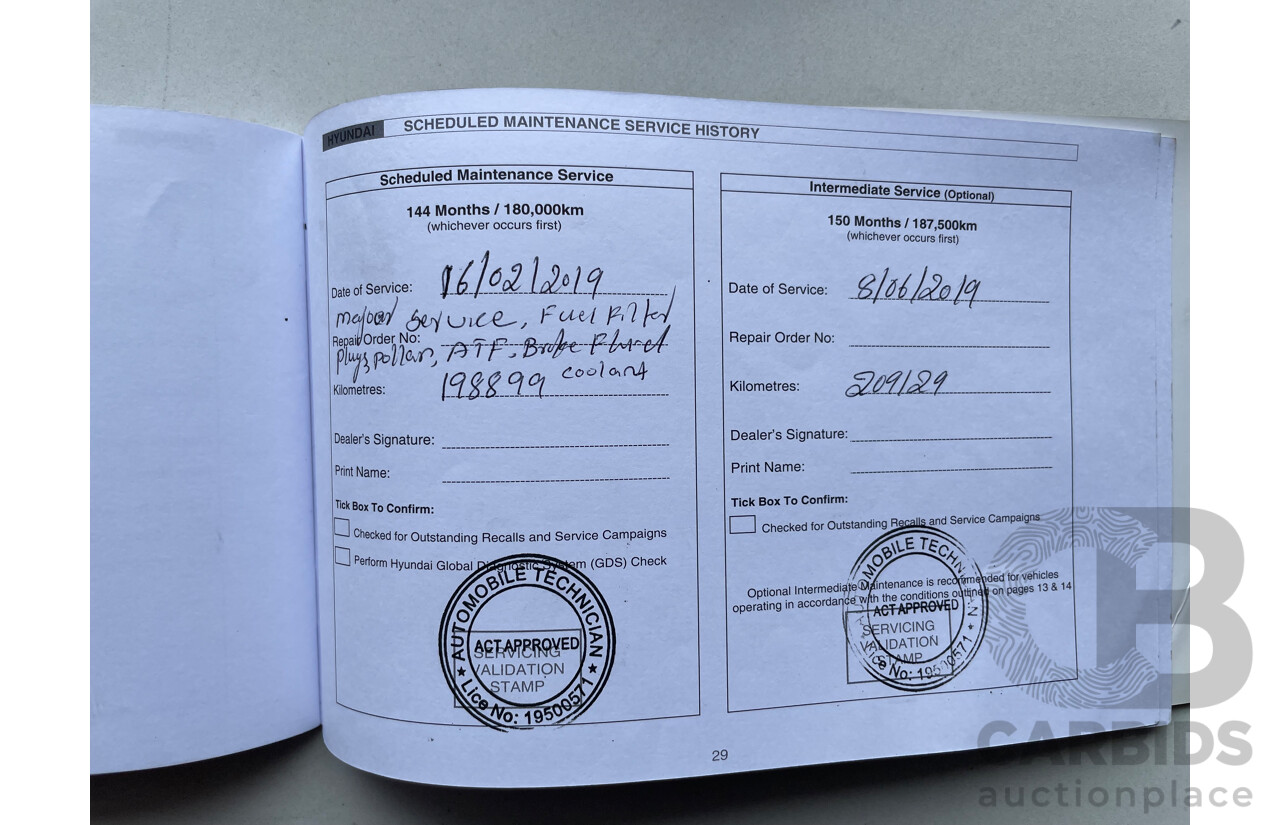 HYUNDAI SCHEDULED MAINTENANCE SERVICE HISTORY
Scheduled Maintenance Service
144 Months / 180,000km
(whichever occurs first)
Date of Service: 16/02/2019
Service, Fuel Filter
Repair Order No:
Plugs, pollan, ATF, Brake Flued
coolant
Kilometres: 198899
Dealer's Signature:
Print Name:
Tick Box To Confirm:
Checked for Outstanding Recalls and Service Campaigns
Perform Hyundai Global Diagnostic System (GDS) Check
AUTOMOBILE TECHNICIAN
ACT APPROVED
SERVICING
VALIDATION
STAMP
Lice No: 19500571
Intermediate Service (Optional)
150 Months / 187,500km
(whichever occurs first)
Date of Service: 8/06/2019
Repair Order No:
Kilometres: 209129
Dealer's Signature:
Print Name:
Tick Box To Confirm:
Checked for Outstanding Recalls and Service Campaigns
Optional Intermediate Maintenance is recommended for vehicles
operating in accordance with the conditions outlined on pages 13 & 14
AUTOMOBILE TECHNICIAN
ACT APPROVED
SERVICING
VALIDATION
STAMP
Lice No: 19500571
29
CB
CARBIDS
auctionplace